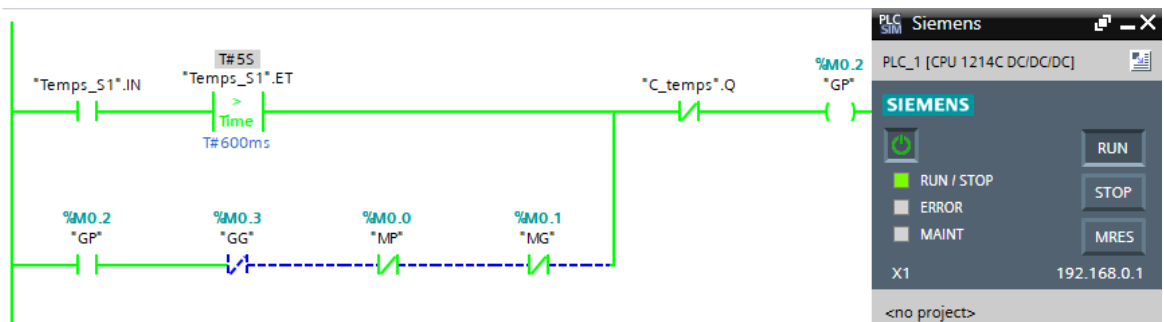 T#5S
"Temps_S1".IN
"Temps_S1".ET
>
Time
T#600ms
"C_temps".Q
%M0.2
"GP"
%M0.2
"GP"
%M0.3
"GG"
%M0.0
"MP"
%M0.1
"MG"
PLC SIM Siemens
PLC_1 [CPU 1214C DC/DC/DC]
SIEMENS
RUN
RUN / STOP
STOP
ERROR
MAINT
MRES
X1 192.168.0.1
<no project>